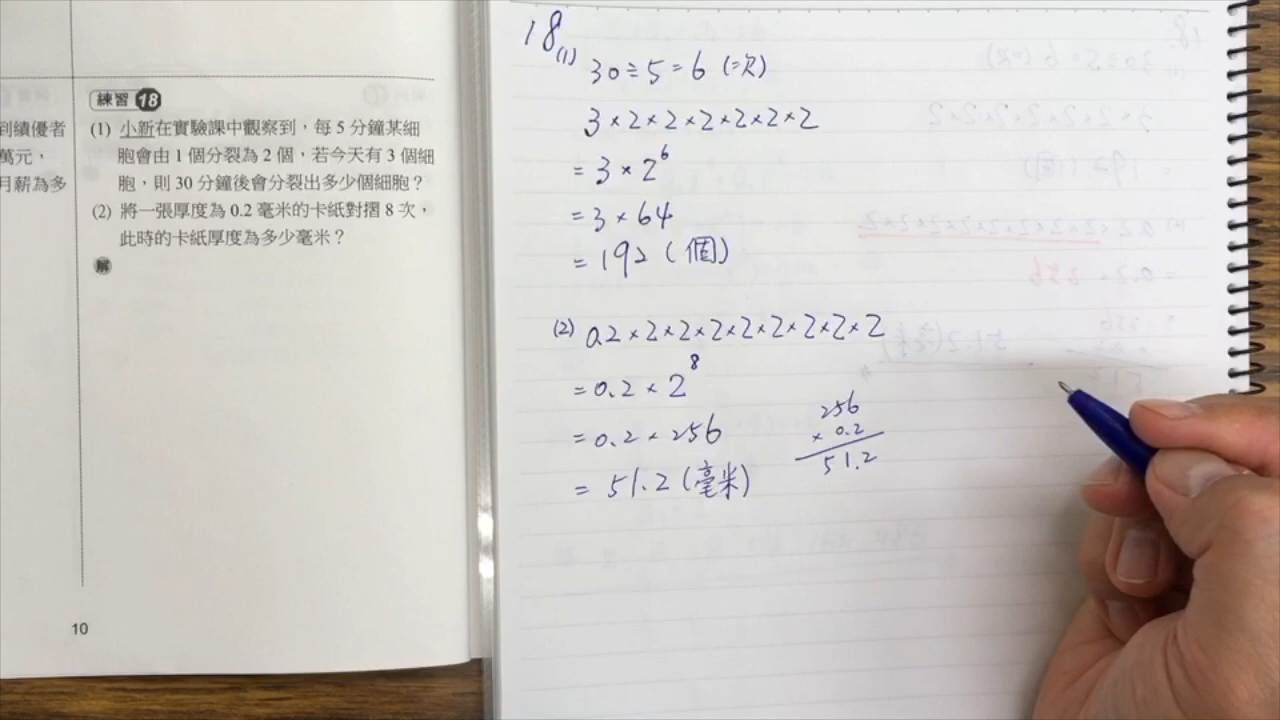 到績優者
萬元，
月薪為多
練習 18
(1) 小新在實驗課中觀察到，每 5 分鐘某細
胞會由 1 個分裂為 2 個，若今天有 3 個細
胞，則 30 分鐘後會分裂出多少個細胞？
(2) 將一張厚度為 0.2 毫米的卡紙對摺 8 次，
此時的卡紙厚度為多少毫米？
解
10
18
(1) 30÷5=6 (次)
3×2×2×2×2×2×2
=3×2⁶
=3×64
=192 (個)
(2) 0.2×2×2×2×2×2×2×2×2
=0.2×2⁸
=0.2×256
=51.2 (毫米)
256
×0.2
51.2